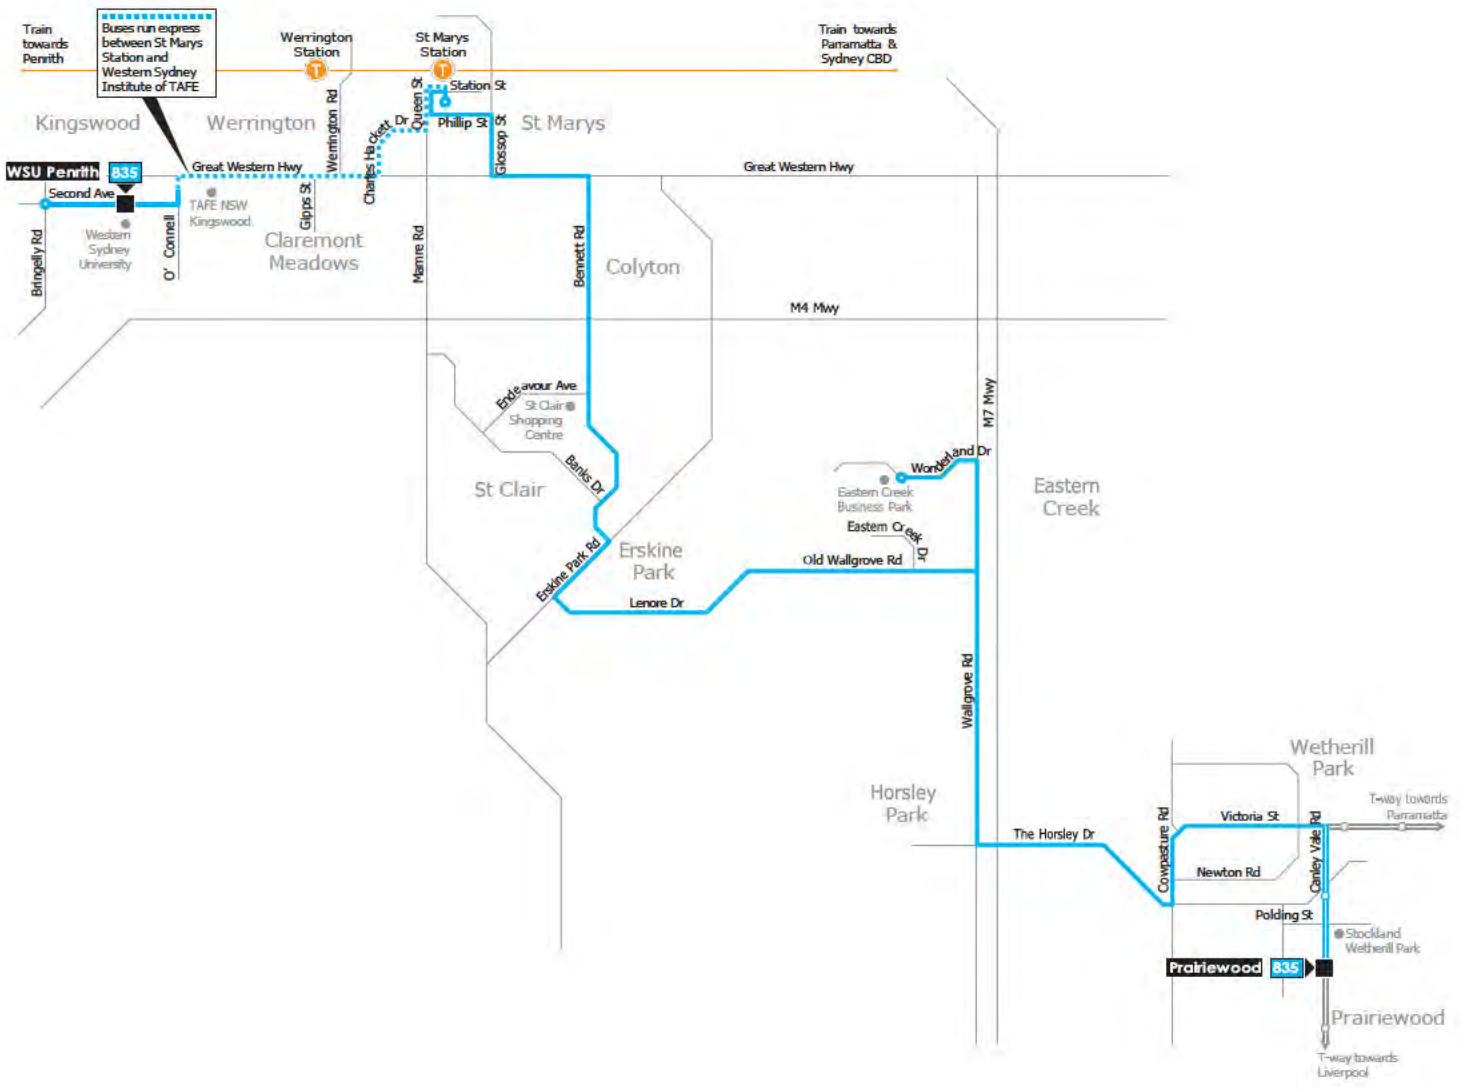 Train
towards
Penrith
Buses run express
between St Marys
Station and
Western Sydney
Institute of TAFE
Werrington
Station
T
St Marys
Station
T
Train towards
Parramatta &
Sydney CBD
Kingswood
Werrington
Werrington Rd
Charles Hackett Dr
Queen St
Station St
Phillip St
Glossop St
St Marys
WSU Penrith 835
Second Ave
Great Western Hwy
Great Western Hwy
TAFE NSW
Kingswood
Gipps St
Western
Sydney
University
Bringelly Rd
O' Connell
Claremont
Meadows
Mamre Rd
Bennett Rd
Colyton
M4 Mwy
M7 Mwy
Endeavour Ave
St Clair
Shopping
Centre
Banks Dr
St Clair
Wonderland Dr
Eastern Creek
Business Park
Eastern
Creek
Eastern Creek Dr
Erskine Park Rd
Erskine
Park
Old Wallgrove Rd
Lenore Dr
Wallgrove Rd
Horsley
Park
The Horsley Dr
Wetherill
Park
T-way towards
Parramatta
Cowpasture Rd
Victoria St
Canley Vale Rd
Newton Rd
Polding St
Stockland
Wetherill Park
Prairiewood 835
Prairiewood
T-way towards
Liverpool